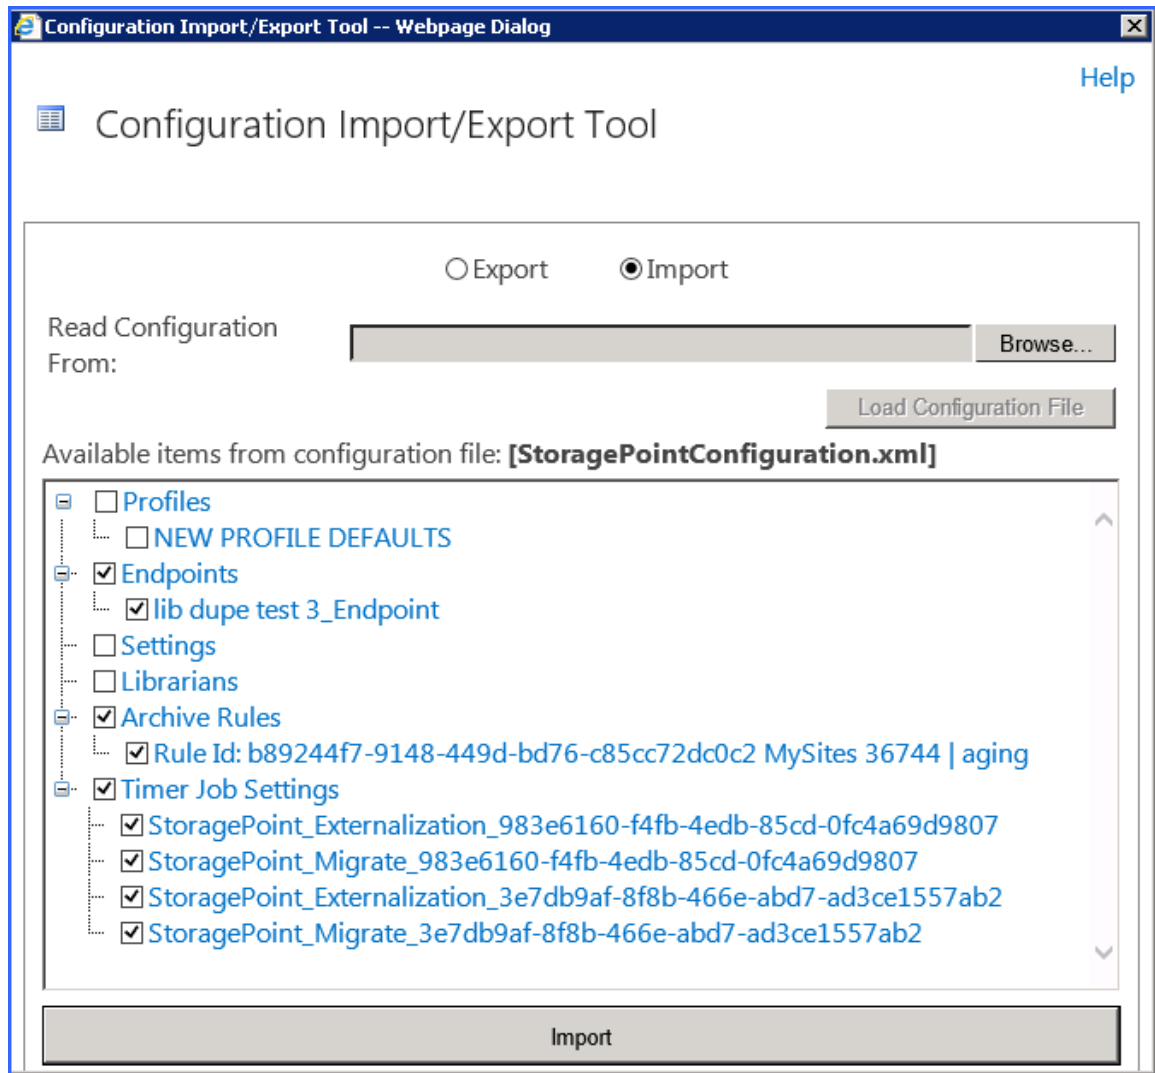 Configuration Import/Export Tool -- Webpage Dialog
Help
Configuration Import/Export Tool
Export Import
Read Configuration
From:
Browse...
Load Configuration File
Available items from configuration file: [StoragePointConfiguration.xml]
Profiles
NEW PROFILE DEFAULTS
Endpoints
lib dupe test 3_Endpoint
Settings
Librarians
Archive Rules
Rule Id: b89244f7-9148-449d-bd76-c85cc72dc0c2 MySites 36744 | aging
Timer Job Settings
StoragePoint_Externalization_983e6160-f4fb-4edb-85cd-0fc4a69d9807
StoragePoint_Migrate_983e6160-f4fb-4edb-85cd-0fc4a69d9807
StoragePoint_Externalization_3e7db9af-8f8b-466e-abd7-ad3ce1557ab2
StoragePoint_Migrate_3e7db9af-8f8b-466e-abd7-ad3ce1557ab2
Import